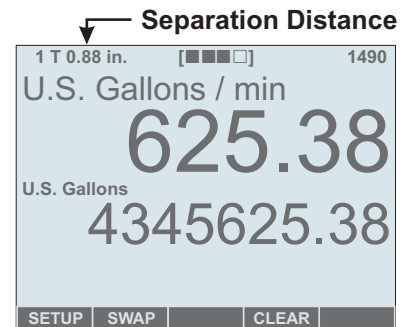 Separation Distance
1 T 0.88 in. [■■■□] 1490
U.S. Gallons / min
625.38
U.S. Gallons
4345625.38
SETUP SWAP CLEAR